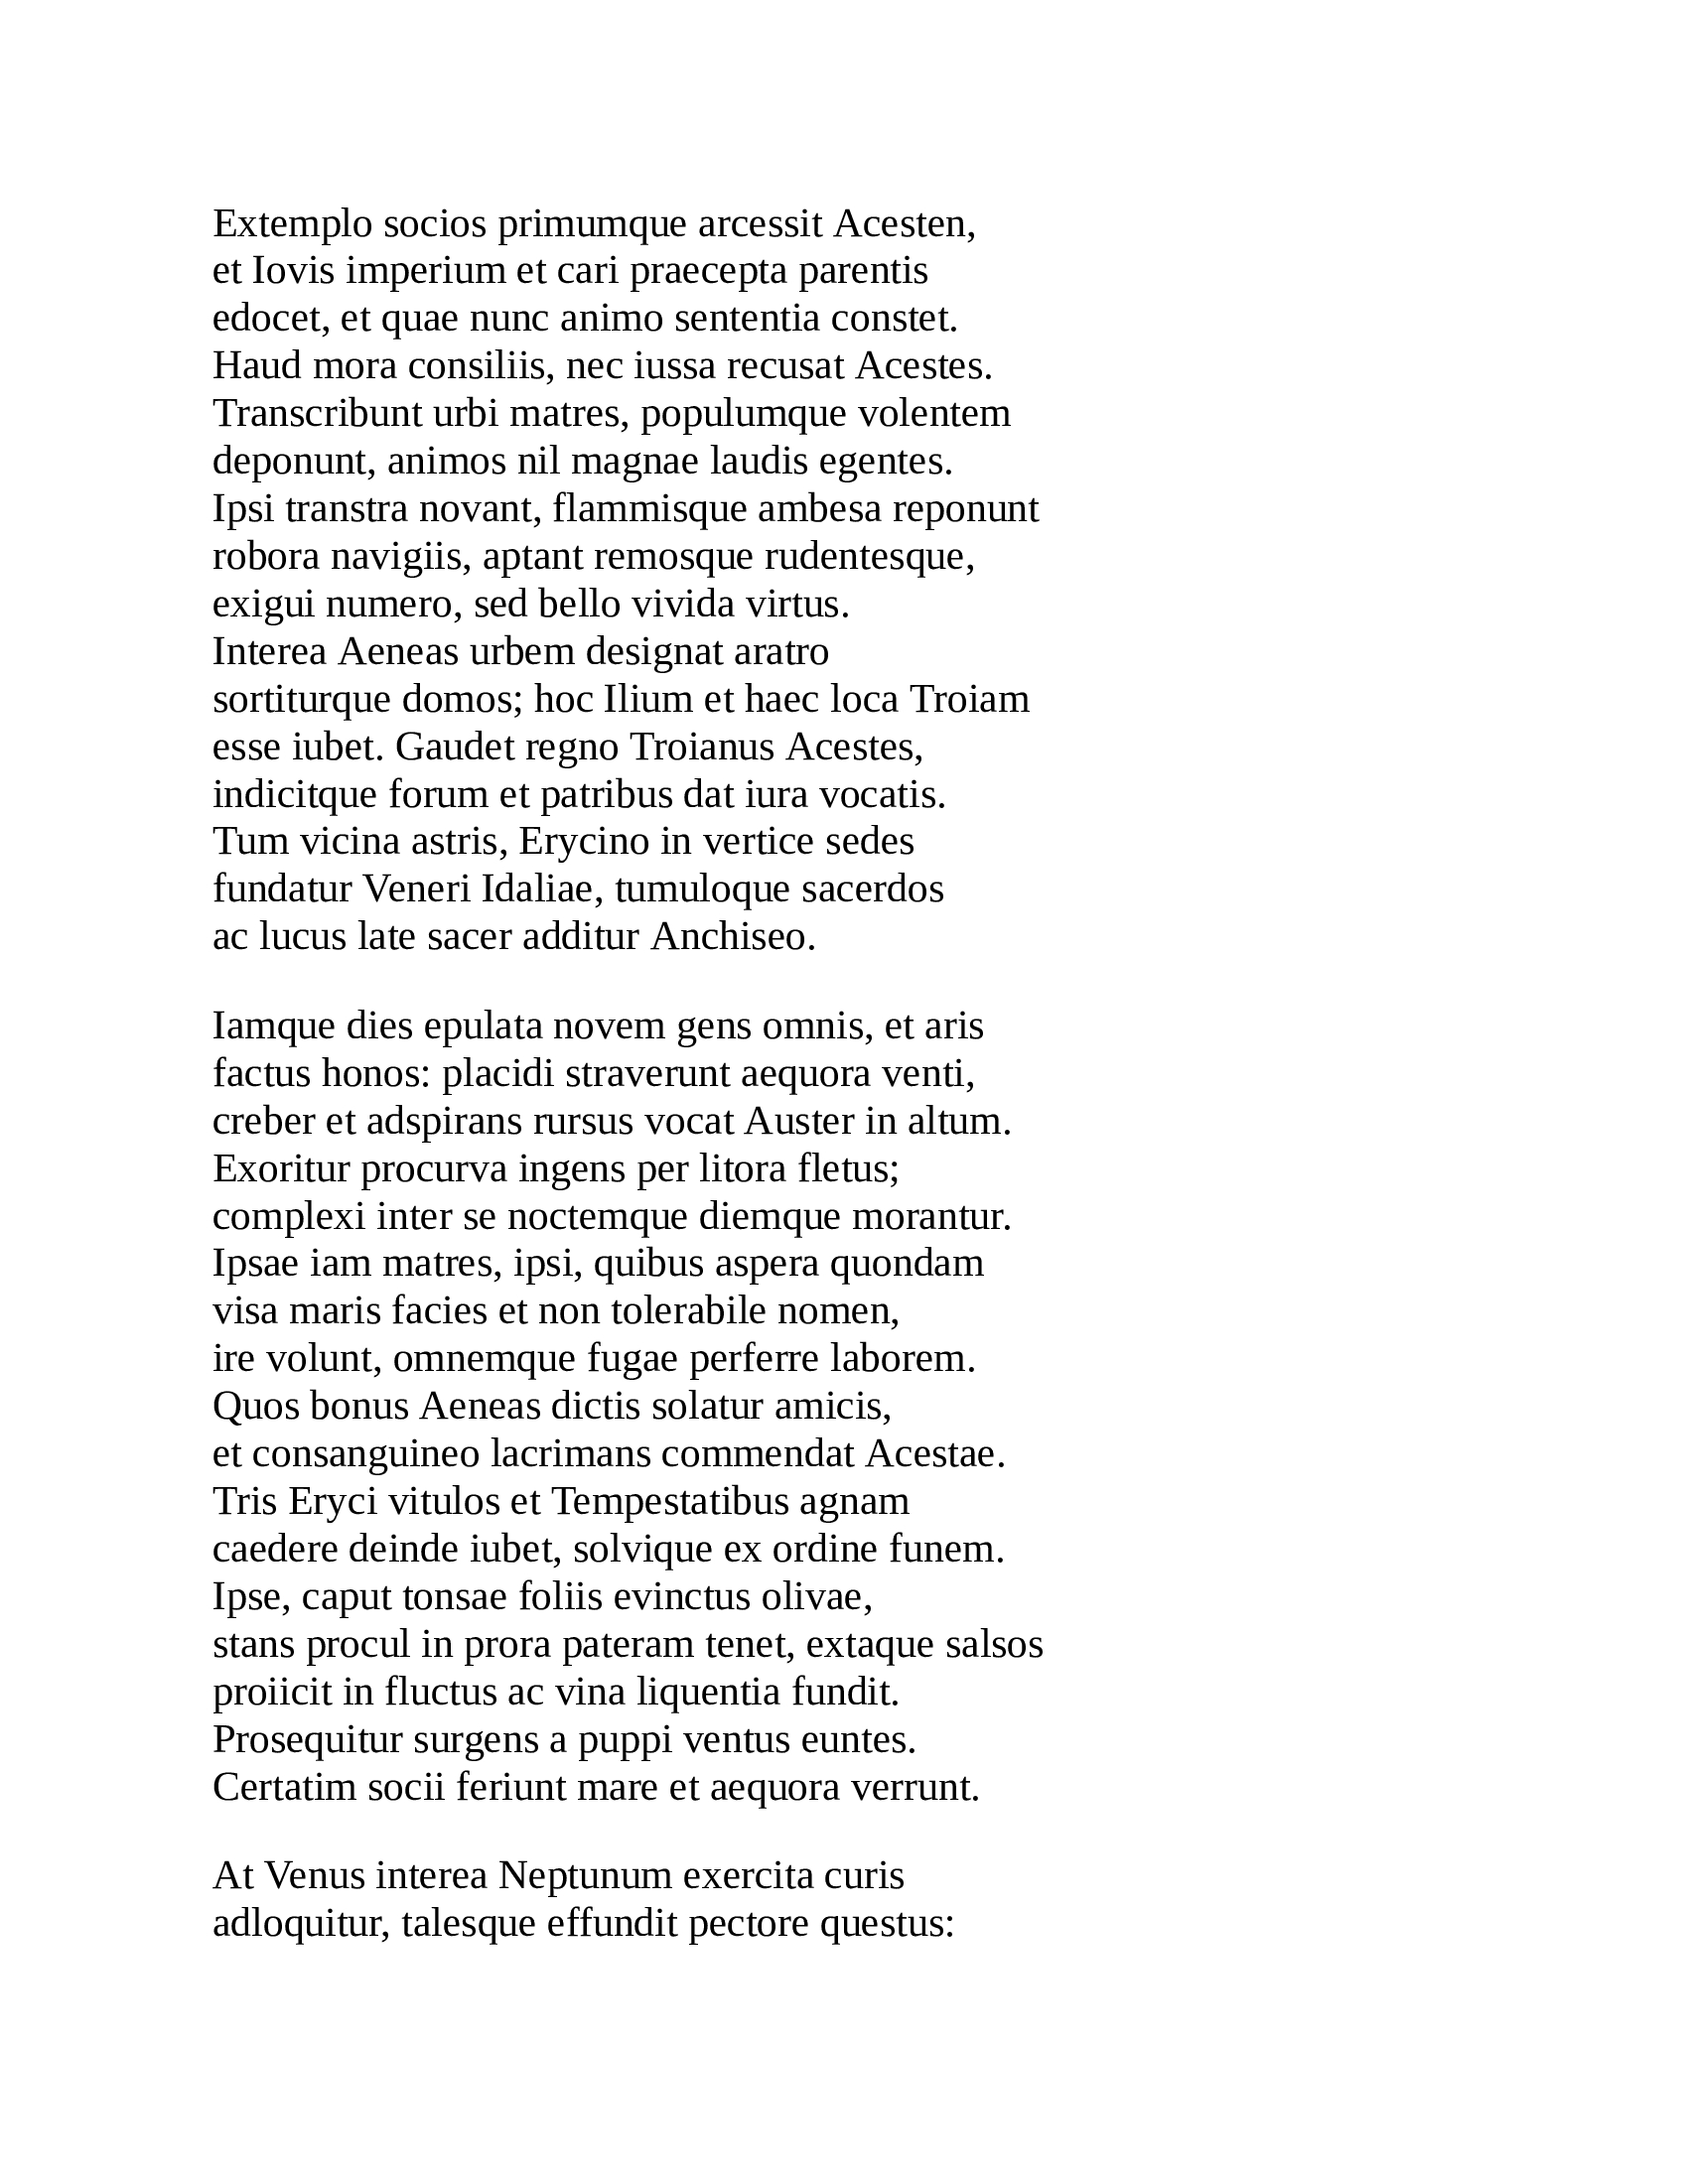 Extemplo socios primumque arcessit Acesten,
et Iovis imperium et cari praecepta parentis
edocet, et quae nunc animo sententia constet.
Haud mora consiliis, nec iussa recusat Acestes.
Transcribunt urbi matres, populumque volentem
deponunt, animos nil magnae laudis egentes.
Ipsi transtra novant, flammisque ambesa reponunt
robora navigiis, aptant remosque rudentesque,
exigui numero, sed bello vivida virtus.
Interea Aeneas urbem designat aratro
sortiturque domos; hoc Ilium et haec loca Troiam
esse iubet. Gaudet regno Troianus Acestes,
indicitque forum et patribus dat iura vocatis.
Tum vicina astris, Erycino in vertice sedes
fundatur Veneri Idaliae, tumuloque sacerdos
ac lucus late sacer additur Anchiseo.

Iamque dies epulata novem gens omnis, et aris
factus honos: placidi straverunt aequora venti,
creber et adspirans rursus vocat Auster in altum.
Exoritur procurva ingens per litora fletus;
complexi inter se noctemque diemque morantur.
Ipsae iam matres, ipsi, quibus aspera quondam
visa maris facies et non tolerabile nomen,
ire volunt, omnemque fugae perferre laborem.
Quos bonus Aeneas dictis solatur amicis,
et consanguineo lacrimans commendat Acestae.
Tris Eryci vitulos et Tempestatibus agnam
caedere deinde iubet, solvique ex ordine funem.
Ipse, caput tonsae foliis evinctus olivae,
stans procul in prora pateram tenet, extaque salsos
proiicit in fluctus ac vina liquentia fundit.
Prosequitur surgens a puppi ventus euntes.
Certatim socii feriunt mare et aequora verrunt.

At Venus interea Neptunum exercita curis
adloquitur, talesque effundit pectore questus: